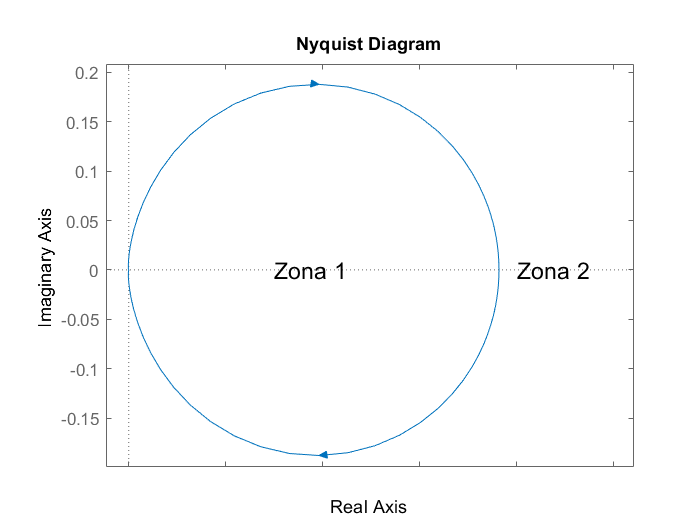 Nyquist Diagram
Imaginary Axis
0.2
0.15
0.1
0.05
0
-0.05
-0.1
-0.15
Zona 1
Zona 2
Real Axis